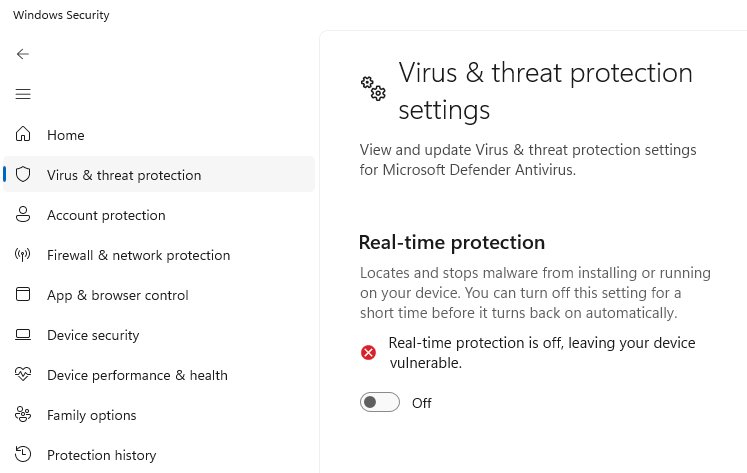 Windows Security
Home
Virus & threat protection
Account protection
Firewall & network protection
App & browser control
Device security
Device performance & health
Family options
Protection history
Virus & threat protection
settings
View and update Virus & threat protection settings
for Microsoft Defender Antivirus.
Real-time protection
Locates and stops malware from installing or running
on your device. You can turn off this setting for a
short time before it turns back on automatically.
Real-time protection is off, leaving your device
vulnerable.
Off